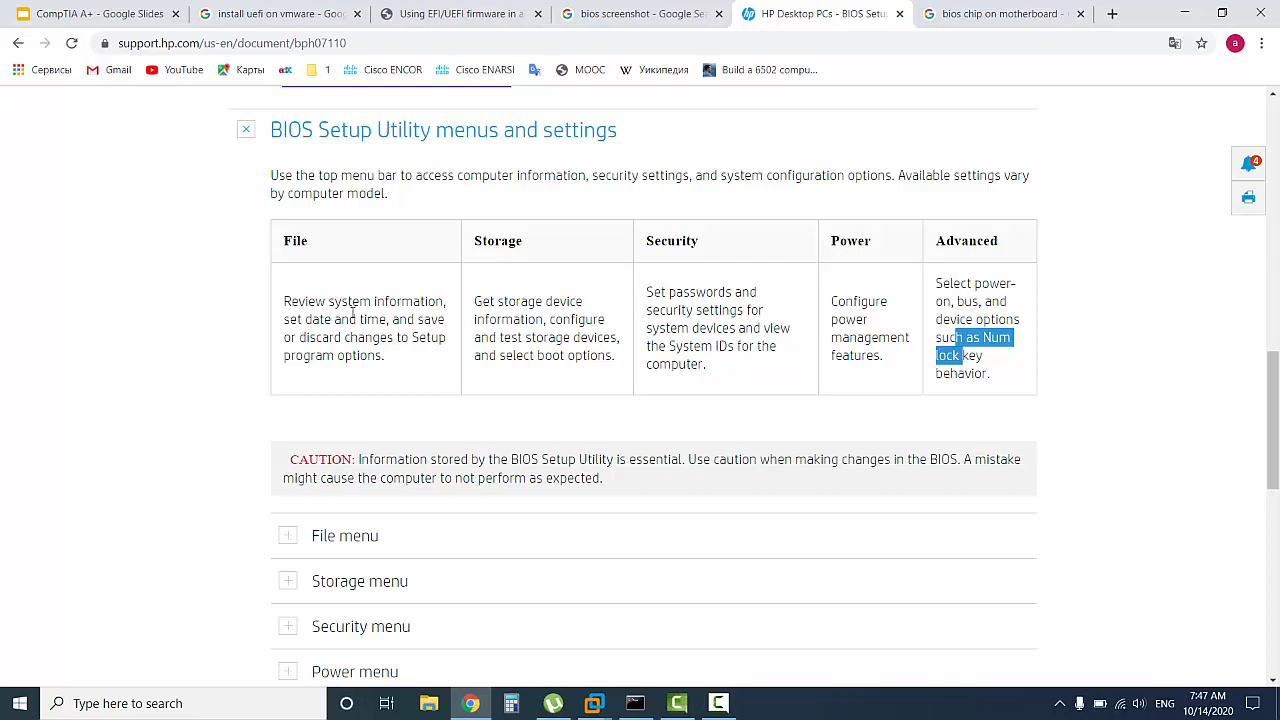 CompTIA A+ - Google Slides
install uefi on vmware - Google
Using EFI/UEFI firmware in a
bios screenshot - Google Sea
HP Desktop PCs - BIOS Setu
bios chip on motherboard - G
support.hp.com/us-en/document/bph07110
a
Сервисы
Gmail
YouTube
Карты
1
Cisco ENCOR
Cisco ENARSI
MOOC
Википедия
Build a 6502 compu...
BIOS Setup Utility menus and settings
Use the top menu bar to access computer information, security settings, and system configuration options. Available settings vary
by computer model.
File
Storage
Security
Power
Advanced
Review system information,
set date and time, and save
or discard changes to Setup
program options.
Get storage device
information, configure
and test storage devices,
and select boot options.
Set passwords and
security settings for
system devices and view
the System IDs for the
computer.
Configure
power
management
features.
Select power-
on, bus, and
device options
such as Num
lock key
behavior.
4
CAUTION: Information stored by the BIOS Setup Utility is essential. Use caution when making changes in the BIOS. A mistake
might cause the computer to not perform as expected.
File menu
Storage menu
Security menu
Power menu
Type here to search
ENG
7:47 AM
10/14/2020